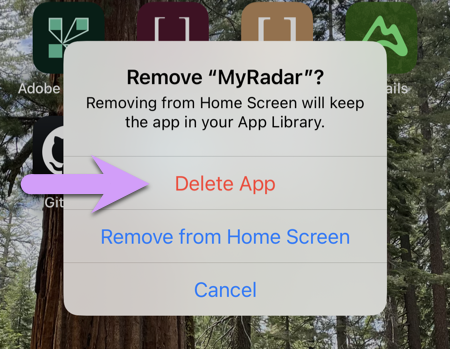 [ ] [ ]
Adobe
ails
Remove “MyRadar”?
Removing from Home Screen will keep
the app in your App Library.
Git
Delete App
Remove from Home Screen
Cancel